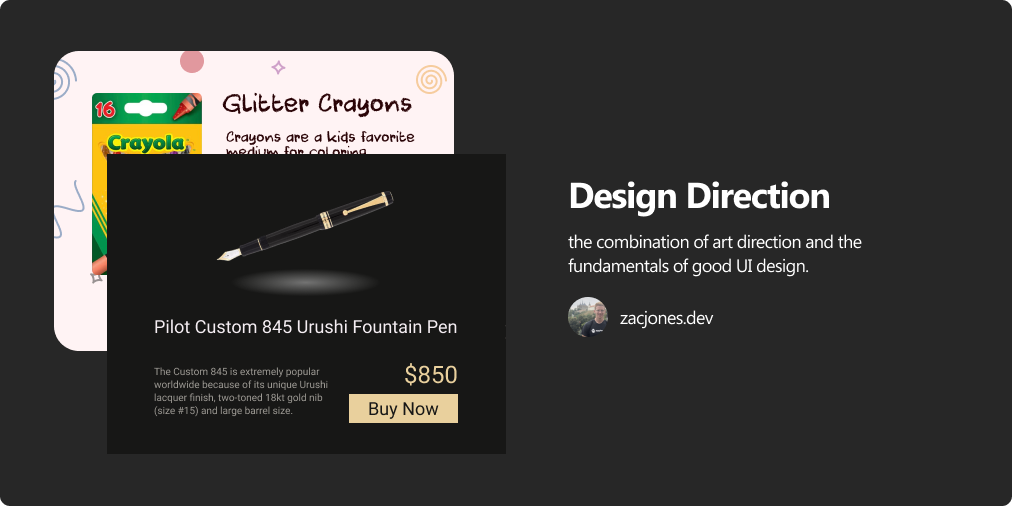 16
Crayola
Glitter Crayons
Crayons are a kids favorite
medium for coloring
Pilot Custom 845 Urushi Fountain Pen
The Custom 845 is extremely popular
worldwide because of its unique Urushi
lacquer finish, two-toned 18kt gold nib
(size #15) and large barrel size.
$850
Buy Now
Design Direction
the combination of art direction and the
fundamentals of good UI design.
zacjones.dev